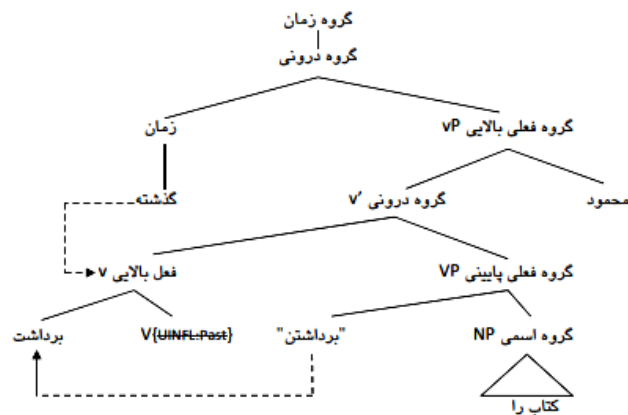 گروه زمان
گروه درونی
زمان
گروه فعلی بالایی vP
گذشته
گروه درونی v’
محمود
فعل بالایی v
گروه فعلی پایینی VP
برداشت
V{UINFL:Past}
"برداشتن"
گروه اسمی NP
کتاب را